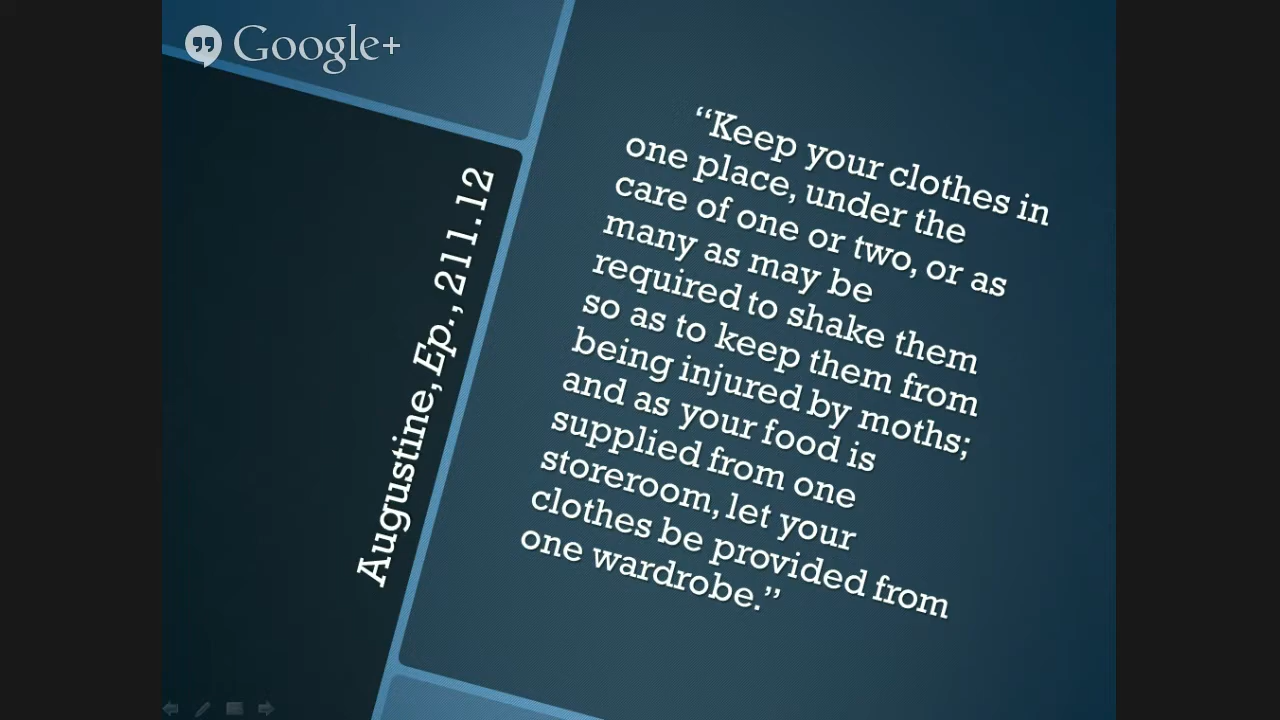 Google+
Augustine, Ep., 211.12
“Keep your clothes in
one place, under the
care of one or two, or as
many as may be
required to shake them
so as to keep them from
being injured by moths;
and as your food is
supplied from one
storeroom, let your
clothes be provided from
one wardrobe.”